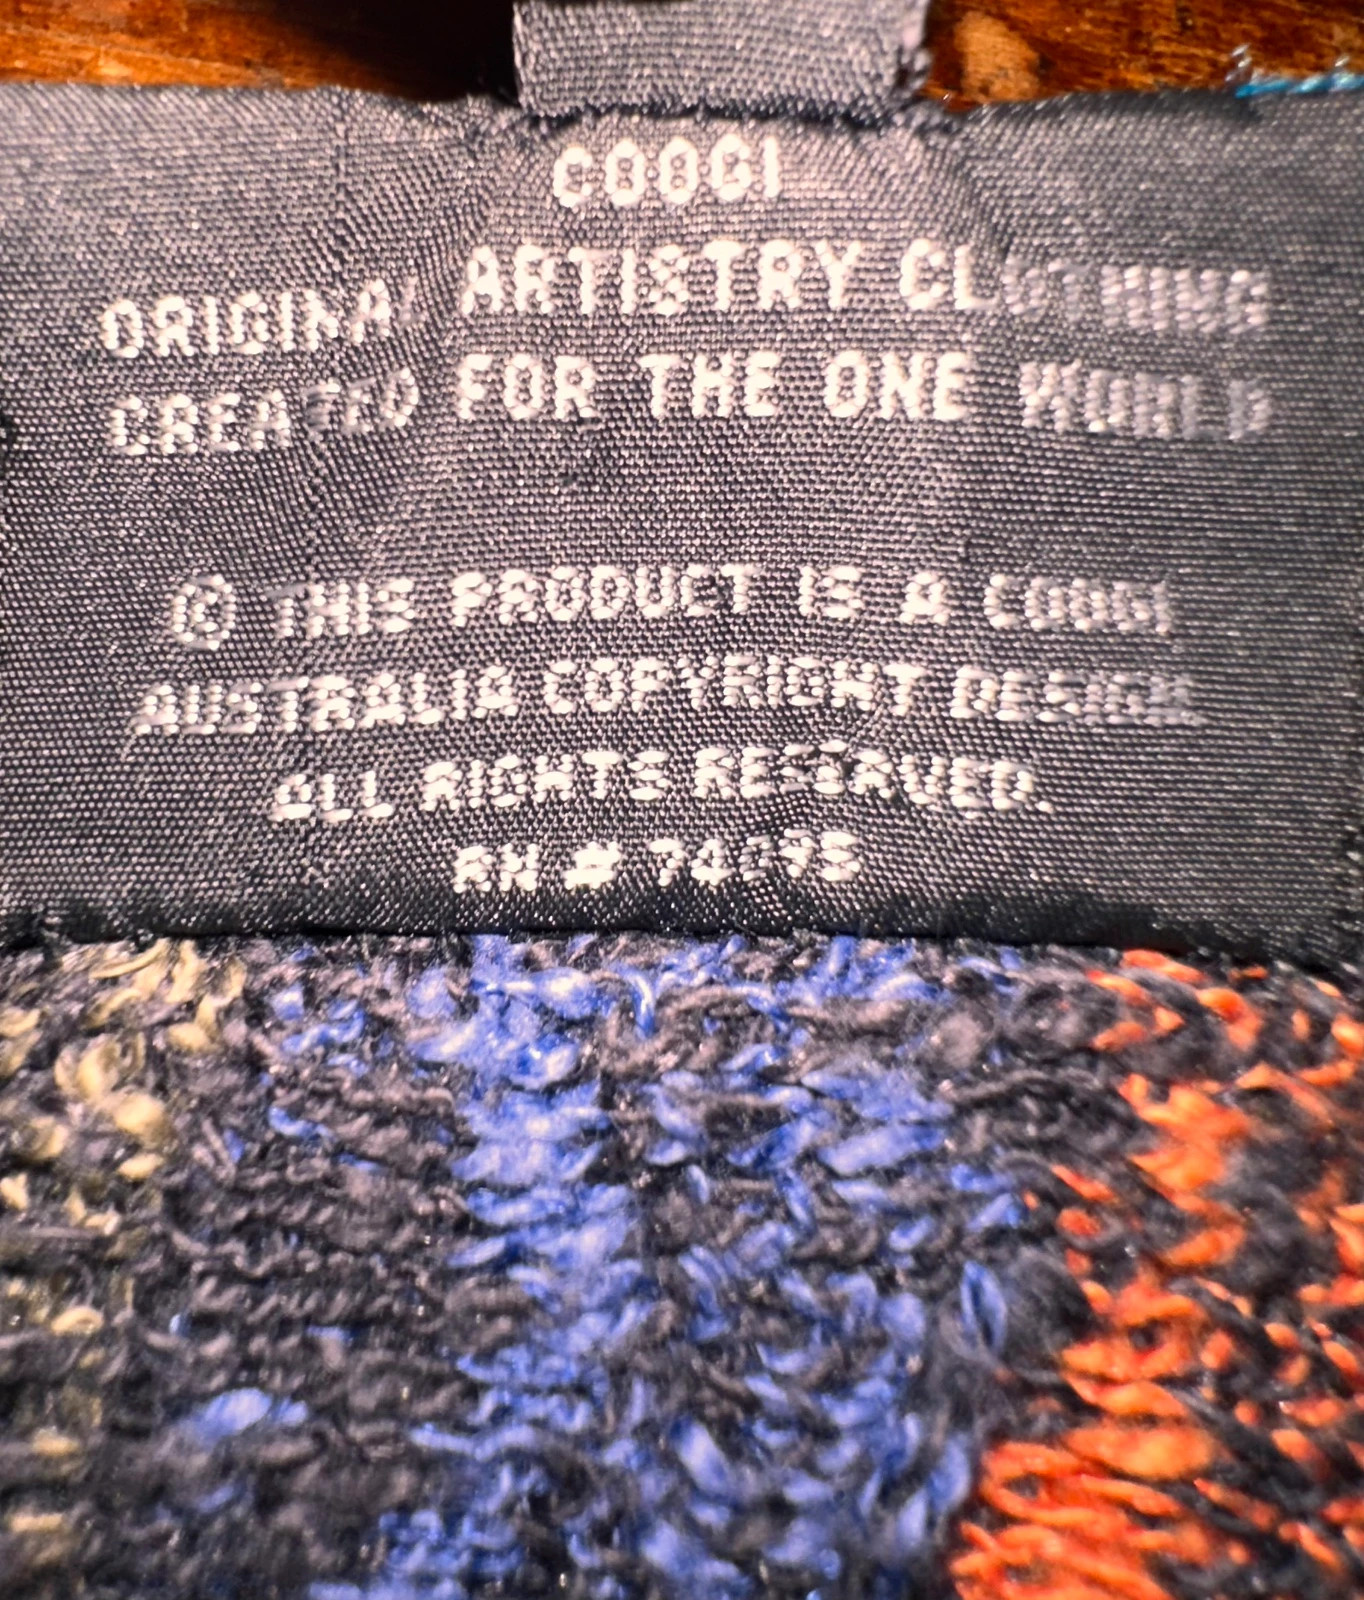 COOGI
ORIGINAL ARTISTRY CLOTHING
CREATED FOR THE ONE WORLD
© THIS PRODUCT IS A COOGI
AUSTRALIA COPYRIGHT DESIGN
ALL RIGHTS RESERVED.
RN # 74095